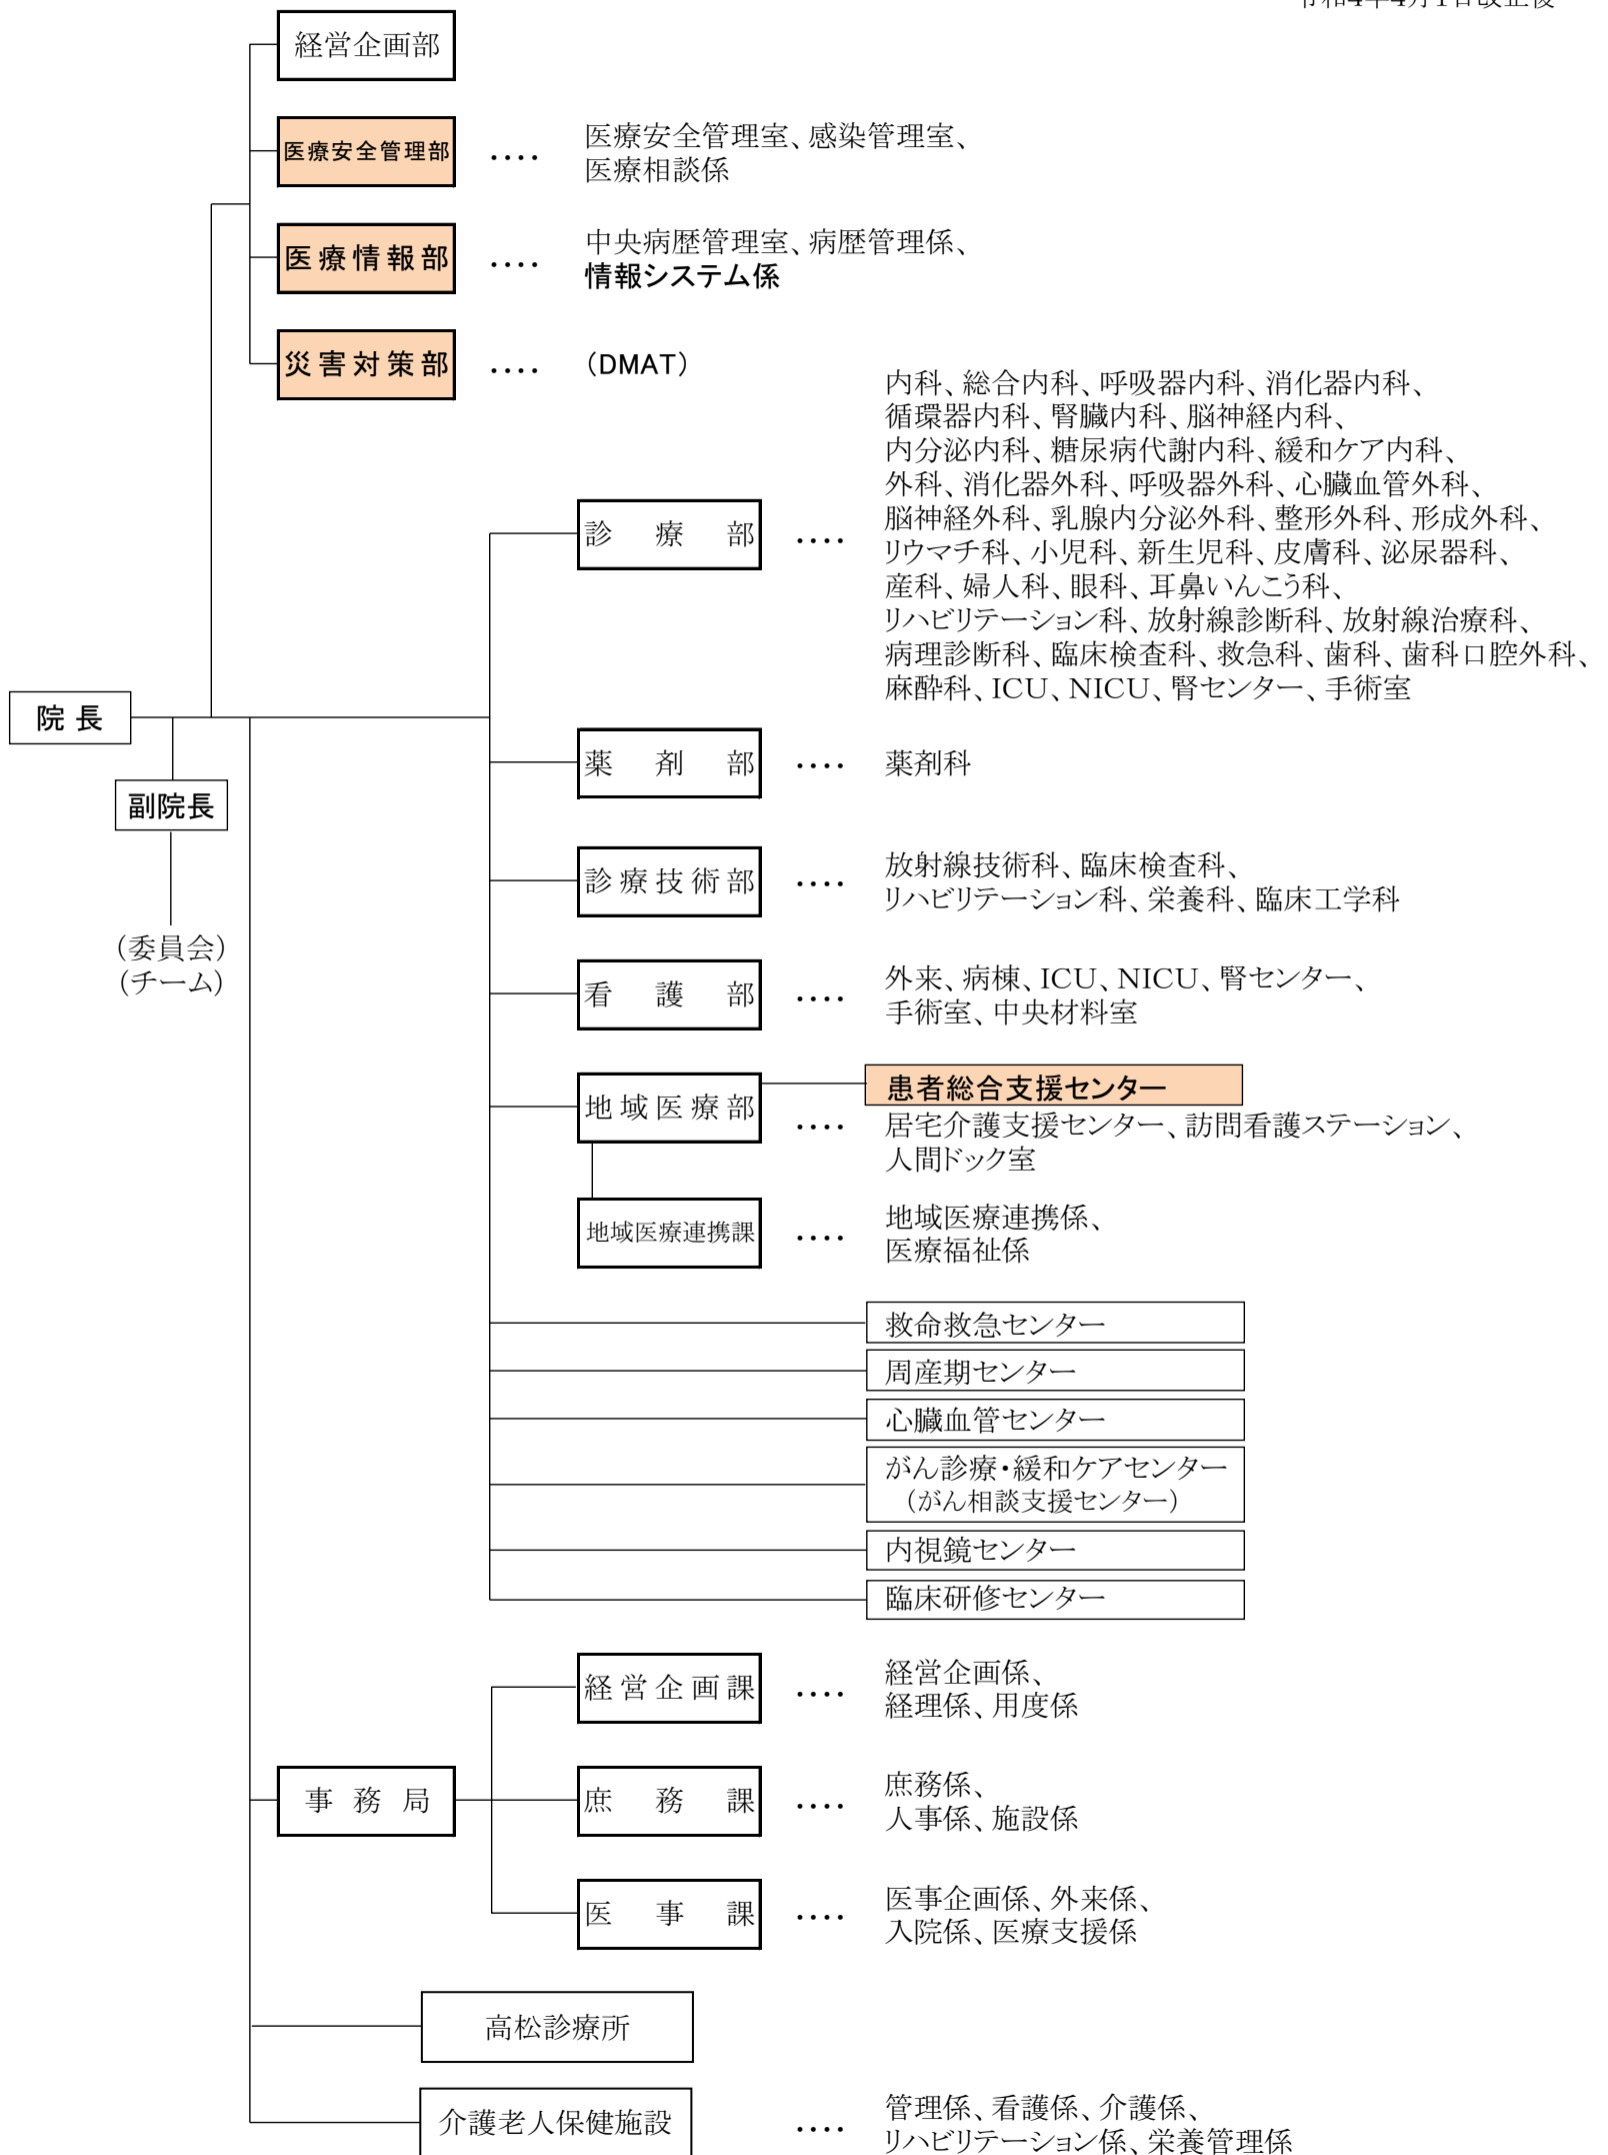 令和4年4月1日改正後
経営企画部
医療安全管理部 ‥‥ 医療安全管理室、感染管理室、
医療相談係
医療情報部 ‥‥ 中央病歴管理室、病歴管理係、
情報システム係
災害対策部 ‥‥ (DMAT)
内科、総合内科、呼吸器内科、消化器内科、
循環器内科、腎臓内科、脳神経内科、
内分泌内科、糖尿病代謝内科、緩和ケア内科、
外科、消化器外科、呼吸器外科、心臓血管外科、
診療部 ‥‥ 脳神経外科、乳腺内分泌外科、整形外科、形成外科、
リウマチ科、小児科、新生児科、皮膚科、泌尿器科、
産科、婦人科、眼科、耳鼻いんこう科、
リハビリテーション科、放射線診断科、放射線治療科、
病理診断科、臨床検査科、救急科、歯科、歯科口腔外科、
麻酔科、ICU、NICU、腎センター、手術室
院長
副院長
(委員会)
(チーム)
薬剤部 ‥‥ 薬剤科
診療技術部 ‥‥ 放射線技術科、臨床検査科、
リハビリテーション科、栄養科、臨床工学科
看護部 ‥‥ 外来、病棟、ICU、NICU、腎センター、
手術室、中央材料室
地域医療部 患者総合支援センター
‥‥ 居宅介護支援センター、訪問看護ステーション、
人間ドック室
地域医療連携課 ‥‥ 地域医療連携係、
医療福祉係
救命救急センター
周産期センター
心臓血管センター
がん診療・緩和ケアセンター
(がん相談支援センター)
内視鏡センター
臨床研修センター
経営企画課 ‥‥ 経営企画係、
経理係、用度係
事務局
庶務課 ‥‥ 庶務係、
人事係、施設係
医事課 ‥‥ 医事企画係、外来係、
入院係、医療支援係
高松診療所
介護老人保健施設 ‥‥ 管理係、看護係、介護係、
リハビリテーション係、栄養管理係